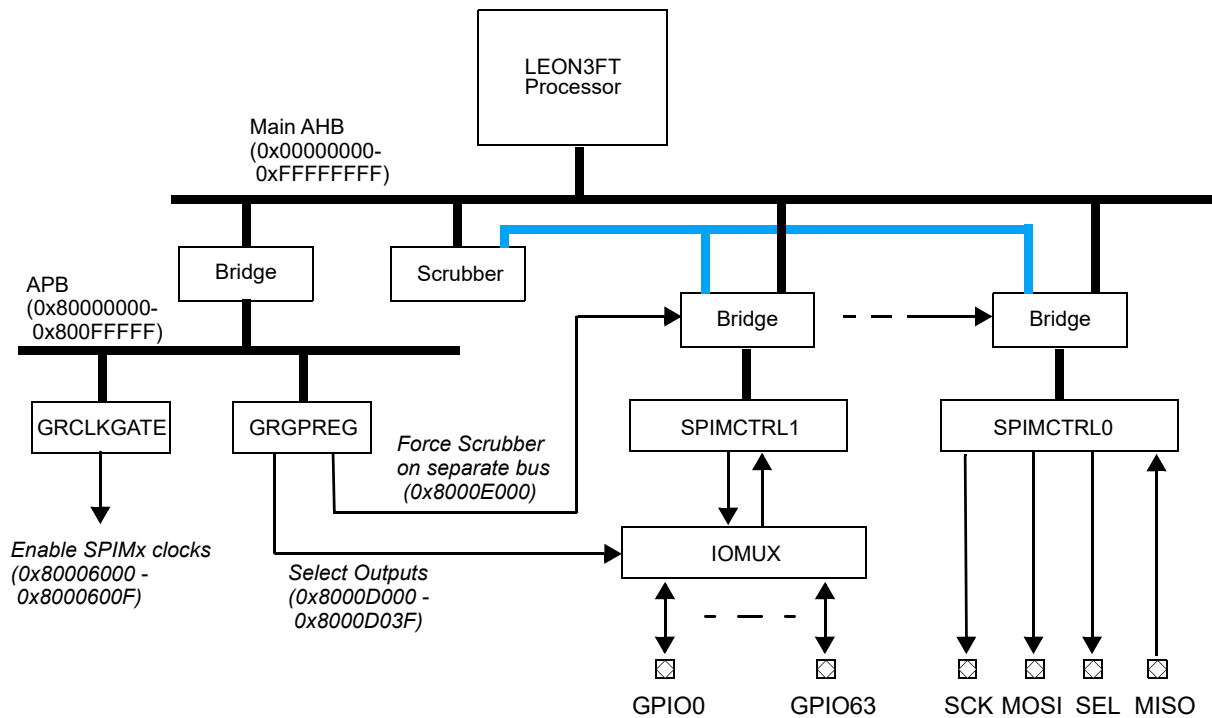 LEON3FT
Processor
Main AHB
(0x00000000-
0xFFFFFFFF)
Bridge
Scrubber
APB
(0x80000000-
0x800FFFFF)
Bridge
Bridge
GRCLKGATE
GRGPREG
SPIMCTRL1
SPIMCTRL0
Force Scrubber
on separate bus
(0x8000E000)
Enable SPIMx clocks
(0x80006000 -
0x8000600F)
Select Outputs
(0x8000D000 -
0x8000D03F)
IOMUX
GPIO0
GPIO63
SCK MOSI SEL MISO